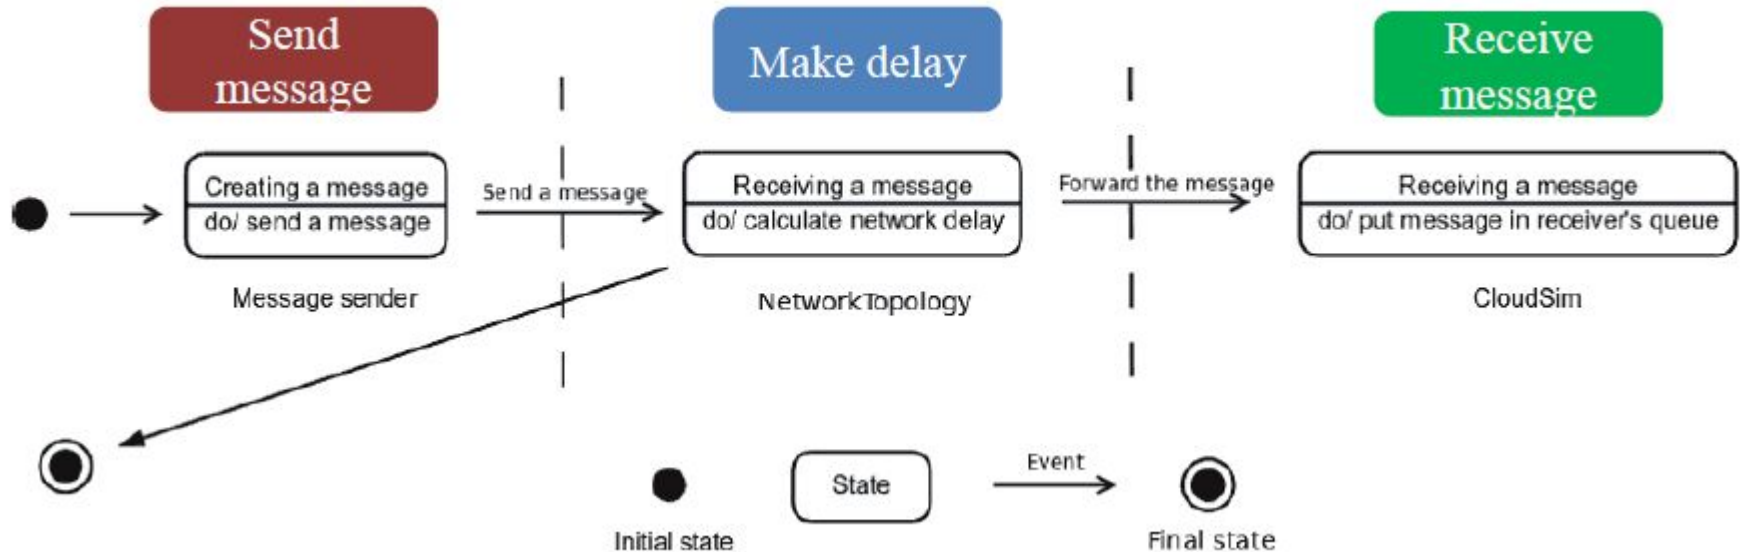 Send
message
Make delay
Receive
message
Creating a message
do/ send a message
Send a message
Receiving a message
do/ calculate network delay
Forward the message
Receiving a message
do/ put message in receiver's queue
Message sender
NetworkTopology
CloudSim
State
Event
Initial state
Final state